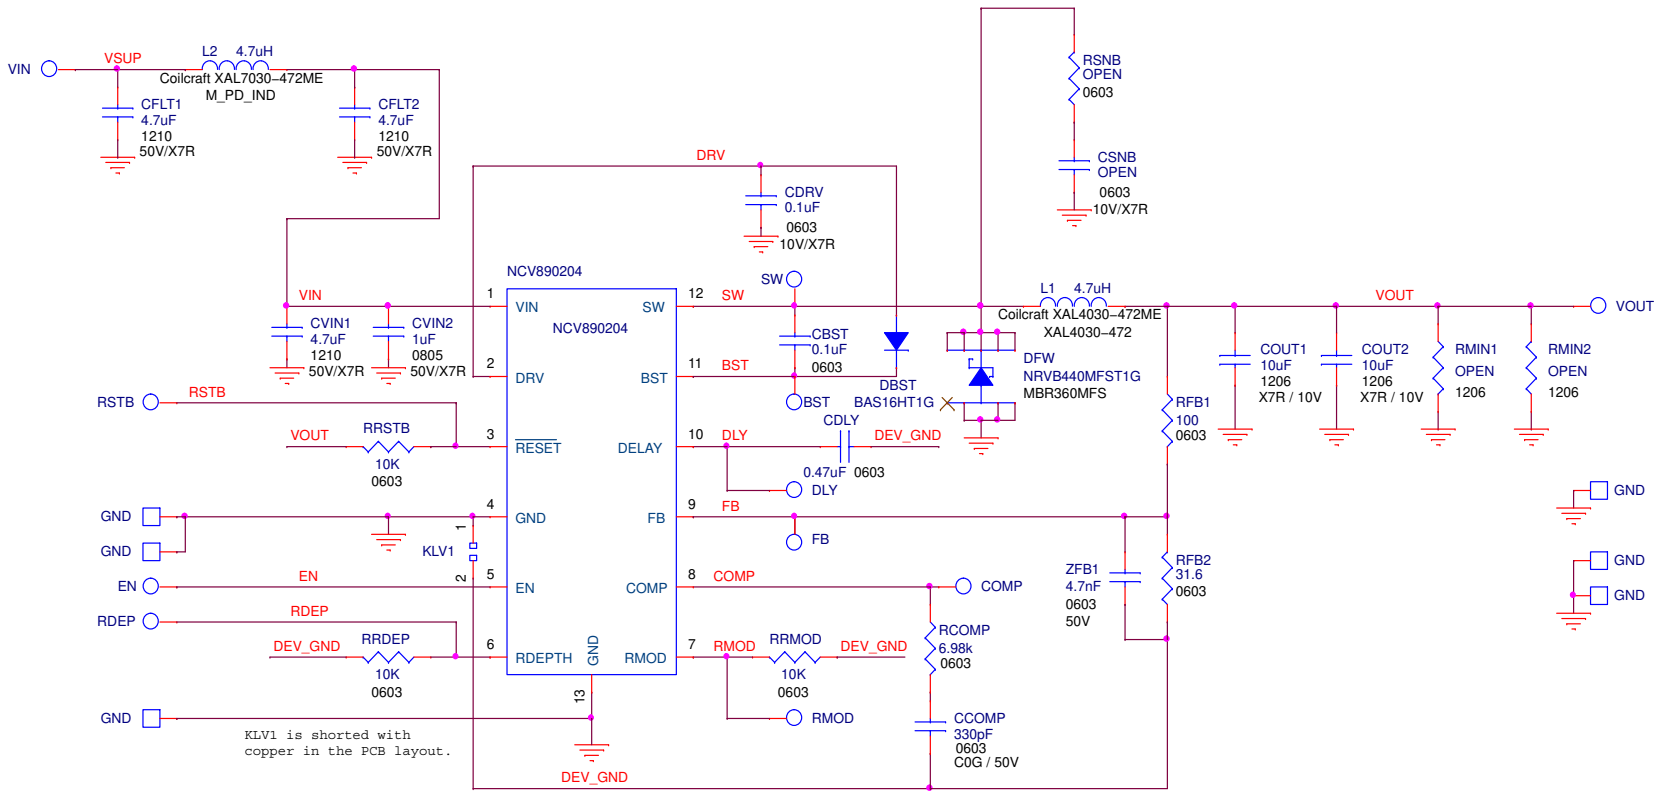 VIN
VSUP
L2 4.7uH
Coilcraft XAL7030-472ME
M_PD_IND
CFLT1
4.7uF
1210
50V/X7R
CFLT2
4.7uF
1210
50V/X7R
RSNB
OPEN
0603
CSNB
OPEN
0603
10V/X7R
DRV
CDRV
0.1uF
0603
10V/X7R
NCV890204
NCV890204
VIN
1
VIN
CVIN1
4.7uF
1210
50V/X7R
CVIN2
1uF
0805
50V/X7R
2
DRV
RSTB
RSTB
VOUT
RRSTB
10K
0603
3
RESET
GND
GND
4
GND
1
KLV1
2
EN
EN
5
EN
RDEP
RDEP
DEV_GND
RRDEP
10K
0603
6
RDEPTH
GND
13
GND
KLV1 is shorted with
copper in the PCB layout.
DEV_GND
SW
12
SW
SW
CBST
0.1uF
0603
BST
11
BST
BST
DBST
BAS16HT1G
L1 4.7uH
Coilcraft XAL4030-472ME
XAL4030-472
DFW
NRVB440MFST1G
MBR360MFS
DELAY
10
DLY
CDLY
0.47uF 0603
DEV_GND
DLY
FB
9
FB
FB
COMP
8
COMP
COMP
RCOMP
6.98k
0603
CCOMP
330pF
0603
C0G / 50V
RMOD
7
RMOD
RRMOD
10K
0603
DEV_GND
RMOD
RFB1
100
0603
ZFB1
4.7nF
0603
50V
RFB2
31.6
0603
VOUT
VOUT
COUT1
10uF
1206
X7R / 10V
COUT2
10uF
1206
X7R / 10V
RMIN1
OPEN
1206
RMIN2
OPEN
1206
GND
GND
GND